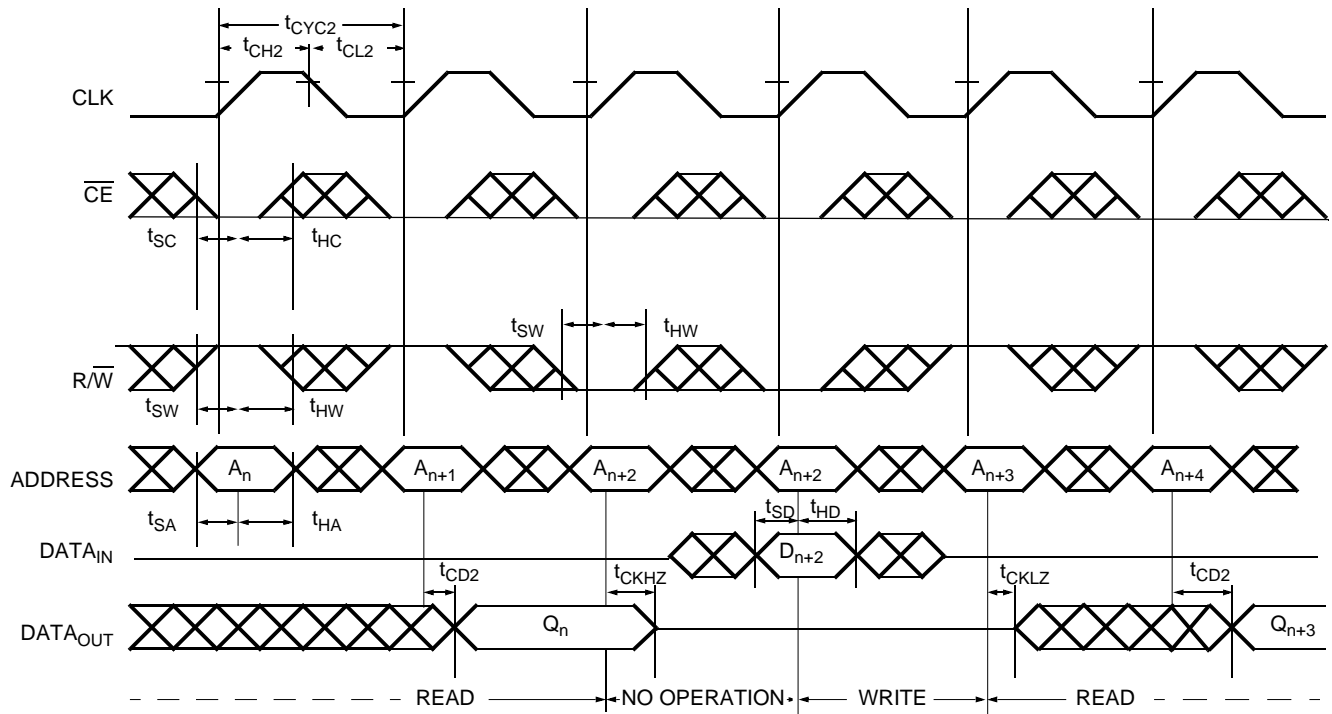 tCYC2
tCH2 tCL2
CLK
CE
tSC tHC
tSW tHW
R/W
tSW tHW
ADDRESS An An+1 An+2 An+2 An+3 An+4
tSA tHA tSD tHD
DATAIN Dn+2
tCD2 tCKHZ tCKLZ tCD2
DATAOUT Qn Qn+3
READ NO OPERATION WRITE READ